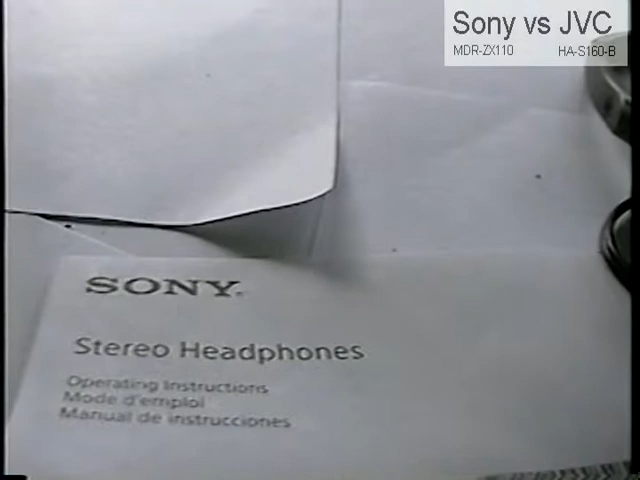 Sony vs JVC
MDR-ZX110 HA-S160-B
SONY
Stereo Headphones
Operating Instructions
Mode d'emploi
Manual de instrucciones